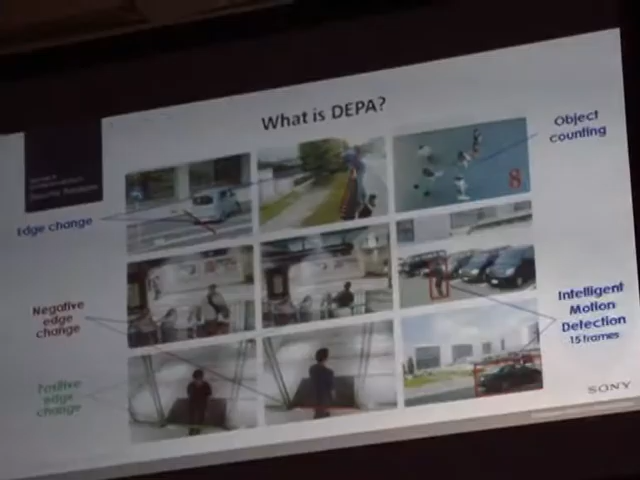 What is DEPA?
Object
counting
Edge change
Negative
edge
change
Intelligent
Motion
Detection
15 frames
Positive
edge
change
8
SONY